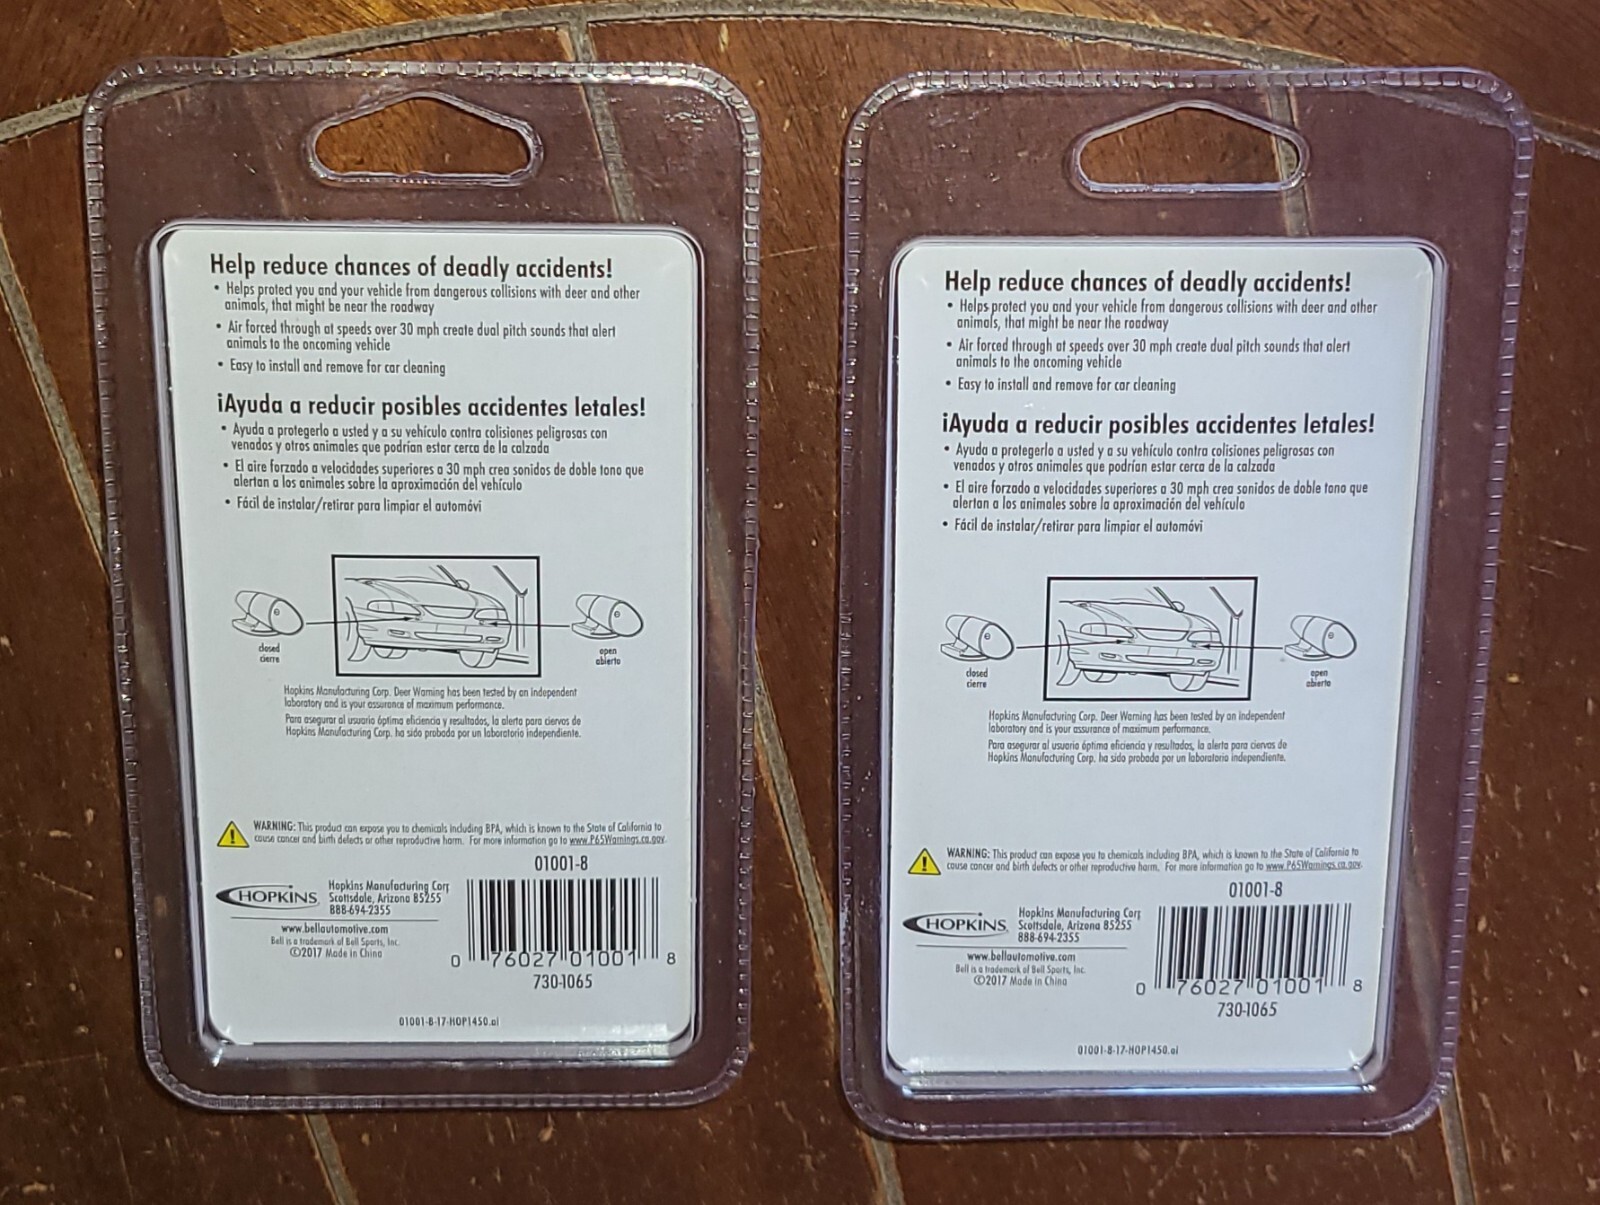 Help reduce chances of deadly accidents!
• Helps protect you and your vehicle from dangerous collisions with deer and other
animals, that might be near the roadway
• Air forced through at speeds over 30 mph create dual pitch sounds that alert
animals to the oncoming vehicle
• Easy to install and remove for car cleaning
¡Ayuda a reducir posibles accidentes letales!
• Ayuda a protegerlo a usted y a su vehículo contra colisiones peligrosas con
venados y otros animales que podrían estar cerca de la calzada
• El aire forzado a velocidades superiores a 30 mph crea sonidos de doble tono que
alertan a los animales sobre la aproximación del vehículo
• Fácil de instalar/retirar para limpiar el automóvi
closed
cierre
open
abierto
Hopkins Manufacturing Corp. Deer Warning has been tested by an independent
laboratory and is your assurance of maximum performance.
Para asegurar al usuario óptima eficiencia y resultados, la alerta para ciervos de
Hopkins Manufacturing Corp. ha sido probada por un laboratorio independiente.
WARNING: This product can expose you to chemicals including BPA, which is known to the State of California to
cause cancer and birth defects or other reproductive harm. For more information go to www.P65Warnings.ca.gov.
01001-8
HOPKINS
Hopkins Manufacturing Corp
Scottsdale, Arizona 85255
888-694-2355
www.bellautomotive.com
Bell is a trademark of Bell Sports, Inc.
©2017 Made in China
0 76027 01001 8
730-1065
01001-8-17-HOP1450.ai
Help reduce chances of deadly accidents!
• Helps protect you and your vehicle from dangerous collisions with deer and other
animals, that might be near the roadway
• Air forced through at speeds over 30 mph create dual pitch sounds that alert
animals to the oncoming vehicle
• Easy to install and remove for car cleaning
¡Ayuda a reducir posibles accidentes letales!
• Ayuda a protegerlo a usted y a su vehículo contra colisiones peligrosas con
venados y otros animales que podrían estar cerca de la calzada
• El aire forzado a velocidades superiores a 30 mph crea sonidos de doble tono que
alertan a los animales sobre la aproximación del vehículo
• Fácil de instalar/retirar para limpiar el automóvi
closed
cierre
open
abierto
Hopkins Manufacturing Corp. Deer Warning has been tested by an independent
laboratory and is your assurance of maximum performance.
Para asegurar al usuario óptima eficiencia y resultados, la alerta para ciervos de
Hopkins Manufacturing Corp. ha sido probada por un laboratorio independiente.
WARNING: This product can expose you to chemicals including BPA, which is known to the State of California to
cause cancer and birth defects or other reproductive harm. For more information go to www.P65Warnings.ca.gov.
01001-8
HOPKINS
Hopkins Manufacturing Corp
Scottsdale, Arizona 85255
888-694-2355
www.bellautomotive.com
Bell is a trademark of Bell Sports, Inc.
©2017 Made in China
0 76027 01001 8
730-1065
01001-8-17-HOP1450.ai